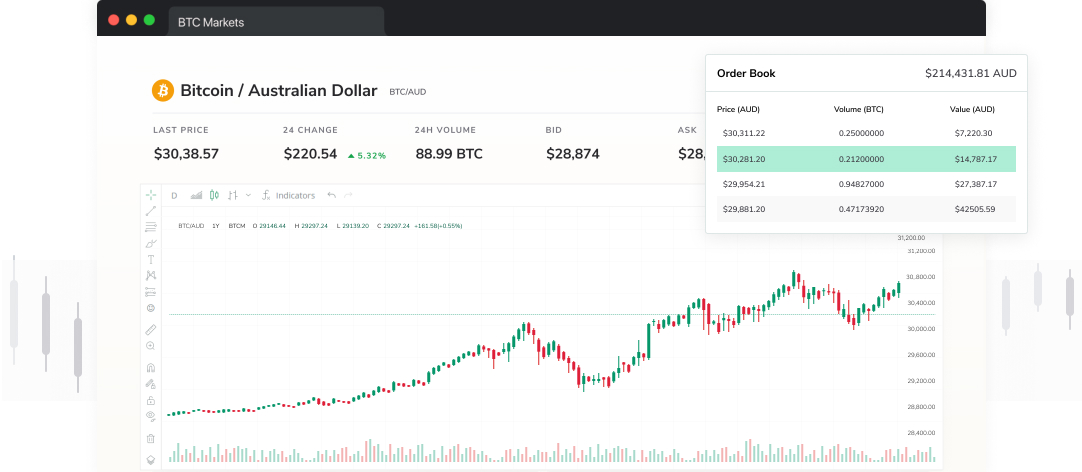 BTC Markets
Bitcoin / Australian Dollar BTC/AUD
LAST PRICE 24 CHANGE 24H VOLUME BID ASK
$30,38.57 $220.54 5.32% 88.99 BTC $28,874 $28,
Order Book $214,431.81 AUD
Price (AUD) Volume (BTC) Value (AUD)
$30,311.22 0.25000000 $7,220.30
$30,281.20 0.21200000 $14,787.17
$29,954.21 0.94827000 $27,387.17
$29,881.20 0.47173920 $42505.59
D Indicators
BTC/AUD 1Y BTCM O 29146.44 H 29297.24 L 29139.20 C 29297.24 +161.58(+0.55%)
31,200.00
30,800.00
30,400.00
30,000.00
29,600.00
29,200.00
28,800.00
28,400.00